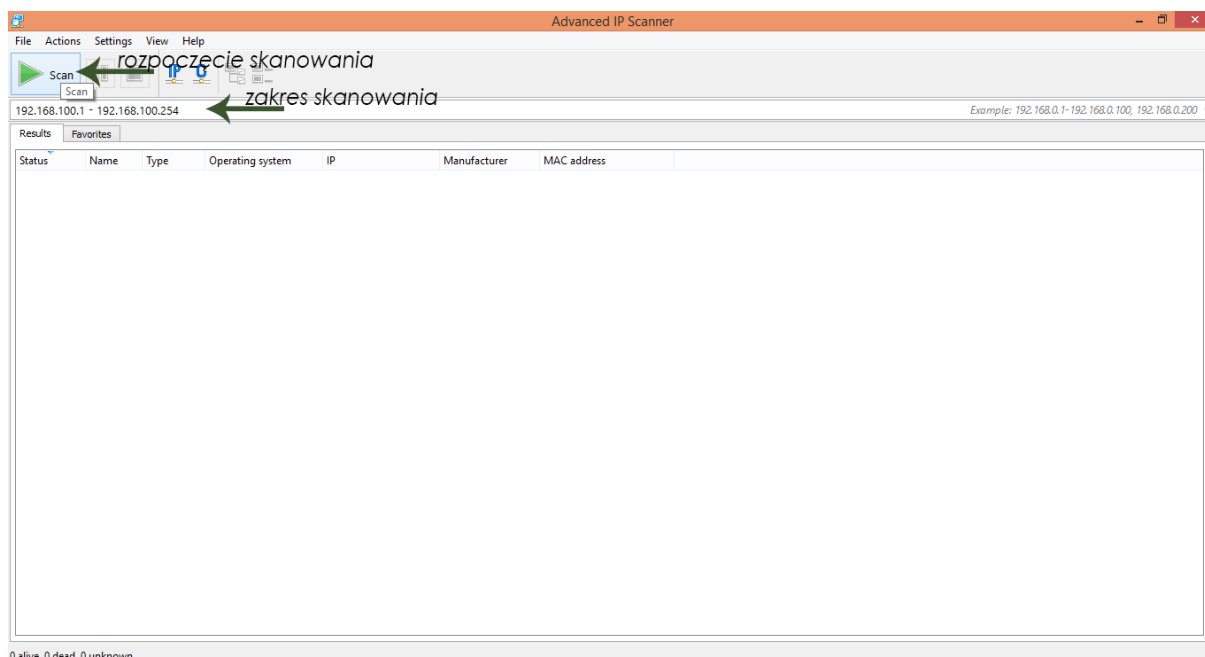 Advanced IP Scanner
File Actions Settings View Help
Scan
rozpoczecie skanowania
IP
Scan
zakres skanowania
192.168.100.1 - 192.168.100.254
Example: 192.168.0.1-192.168.0.100, 192.168.0.200
Results Favorites
Status Name Type Operating system IP Manufacturer MAC address
0 alive, 0 dead, 0 unknown